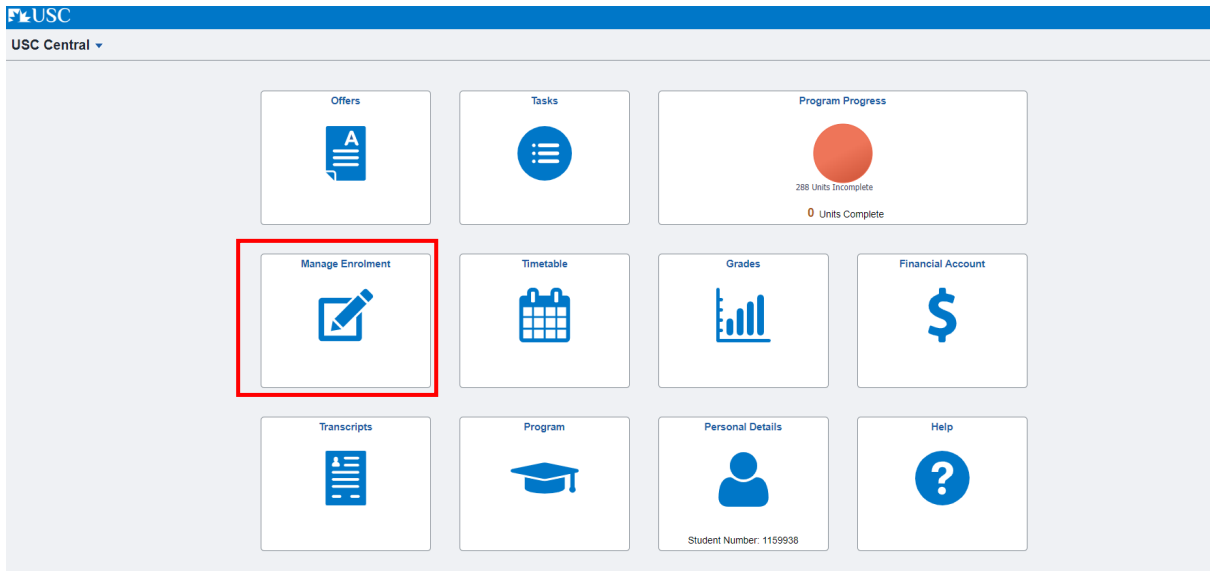 USC
USC Central
Offers
Tasks
Program Progress
A
288 Units Incomplete
0 Units Complete
Manage Enrolment
Timetable
Grades
Financial Account
$
Transcripts
Program
Personal Details
Help
?
Student Number: 1159938